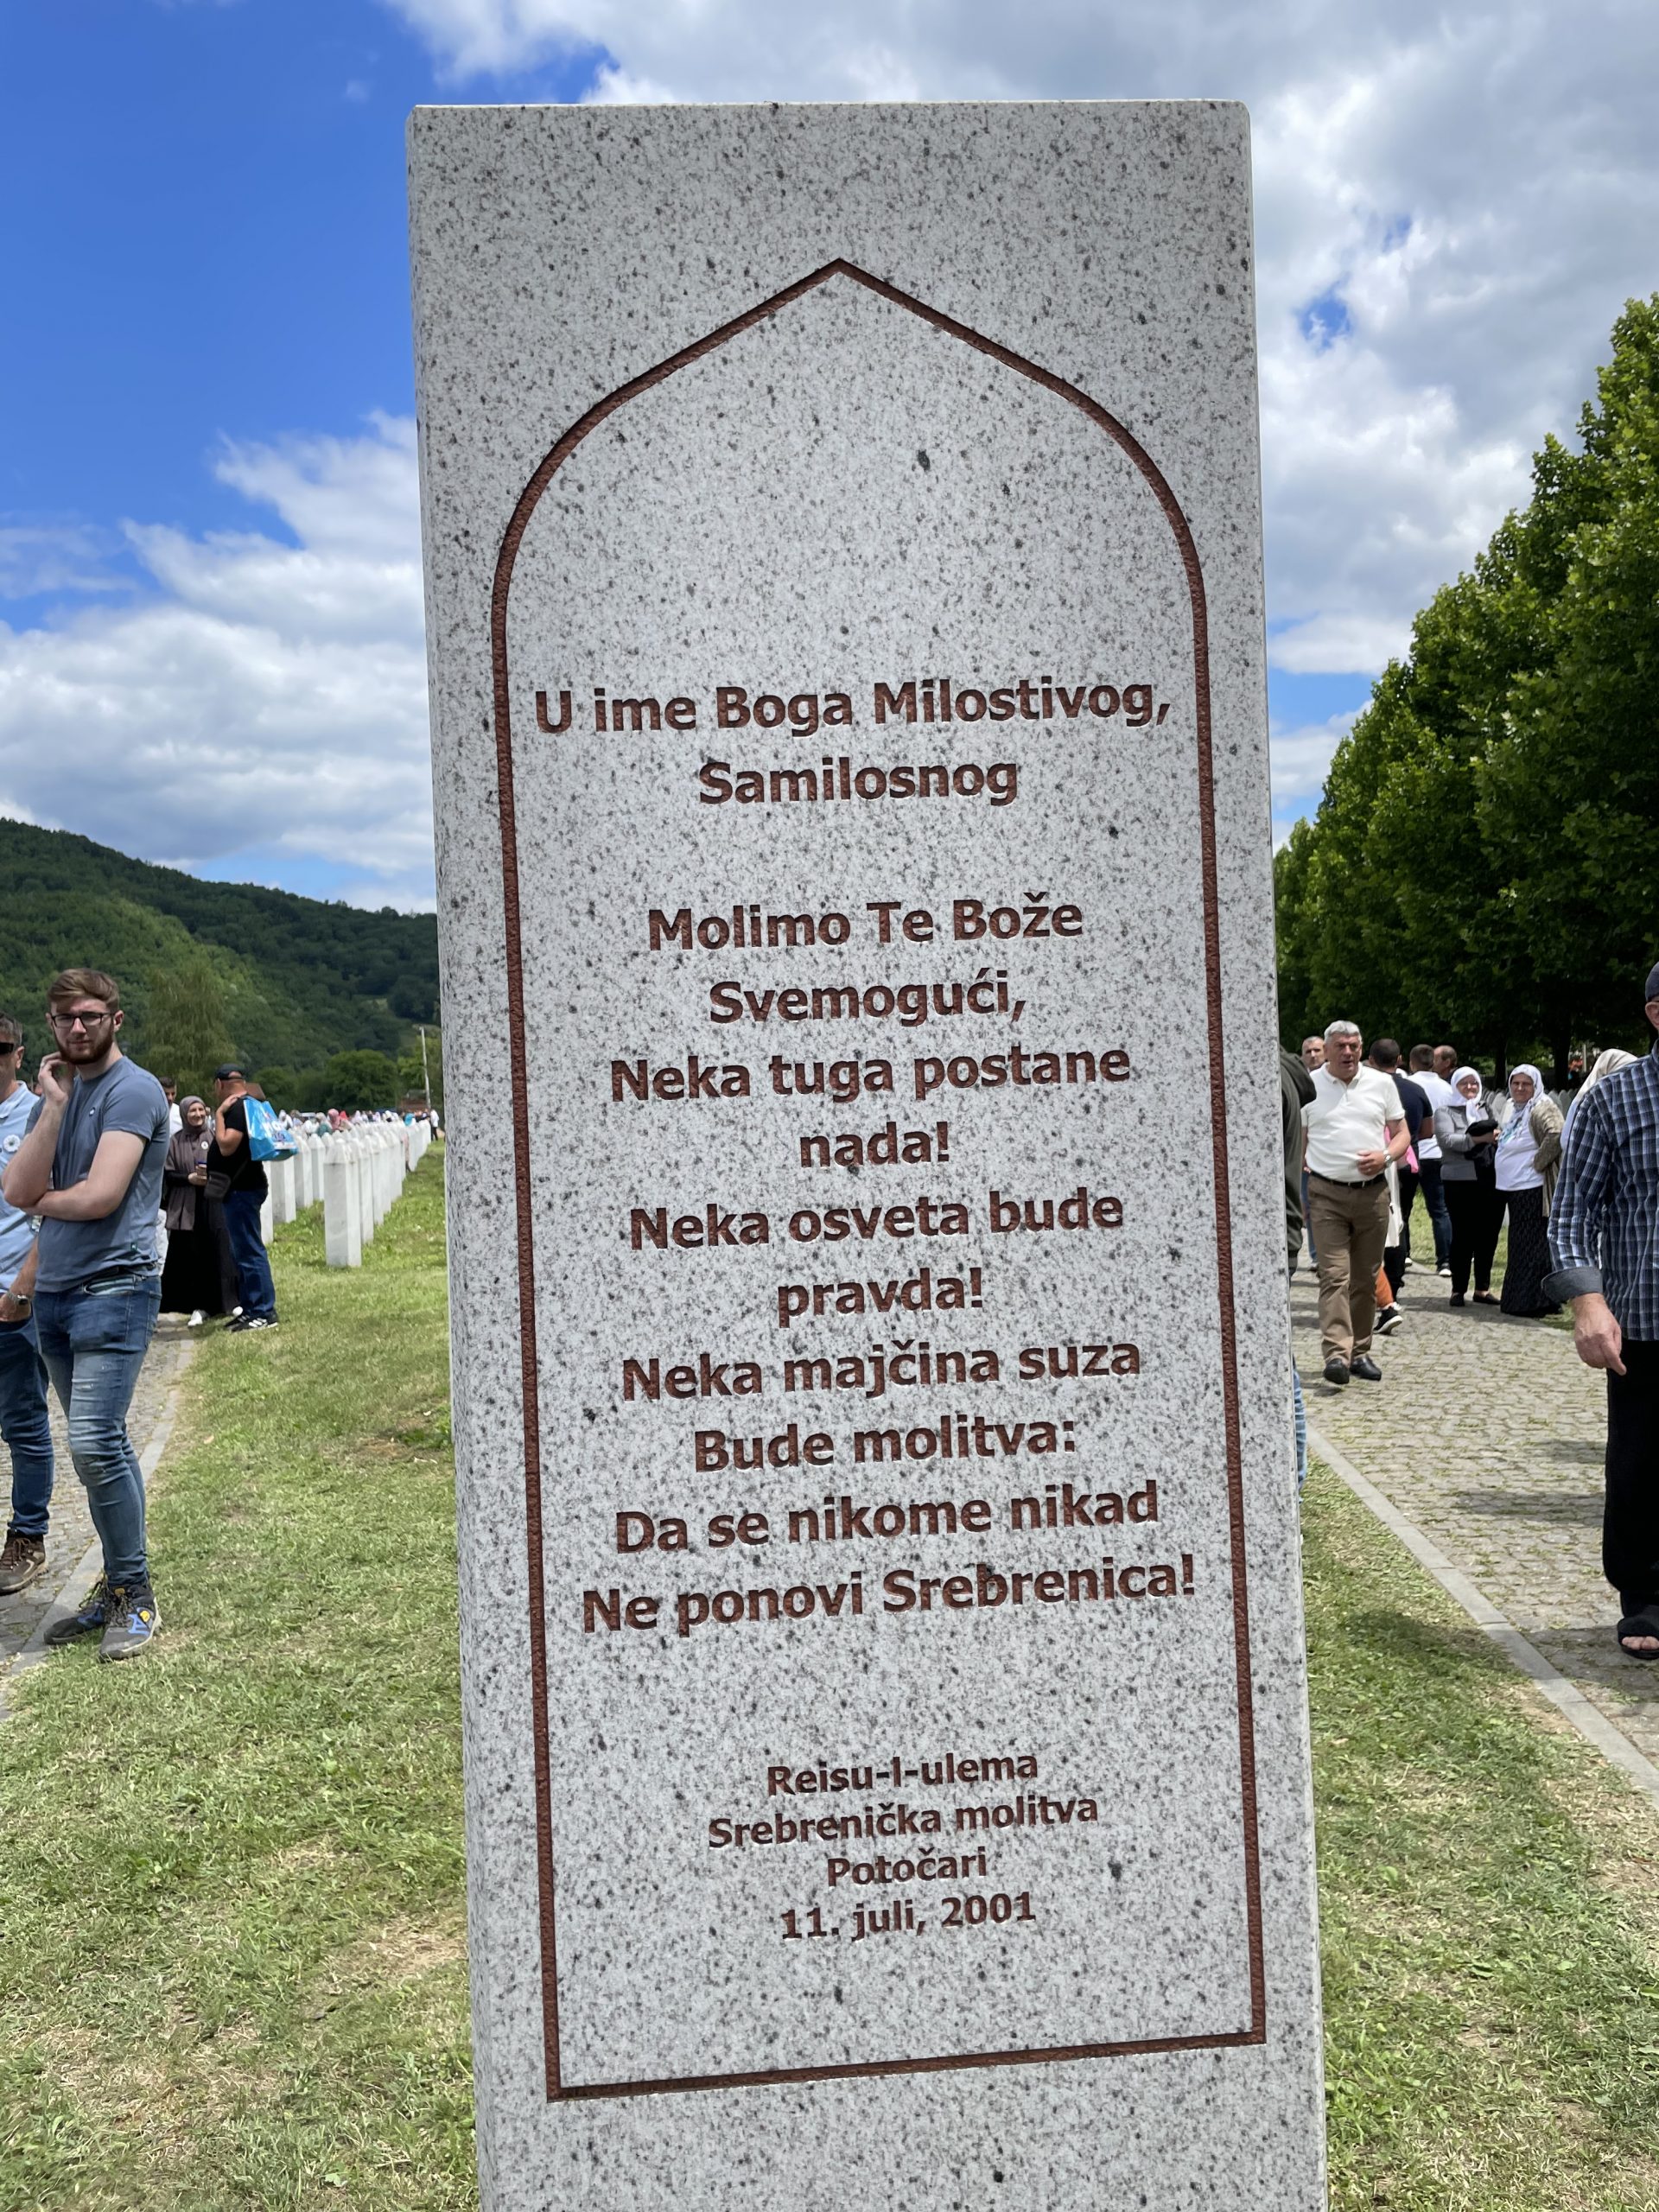 U ime Boga Milostivog,
Samilosnog
Molimo Te Bože
Svemogući,
Neka tuga postane
nada!
Neka osveta bude
pravda!
Neka majčina suza
Bude molitva:
Da se nikome nikad
Ne ponovi Srebrenica!
Reisu-l-ulema
Srebrenička molitva
Potočari
11. juli, 2001